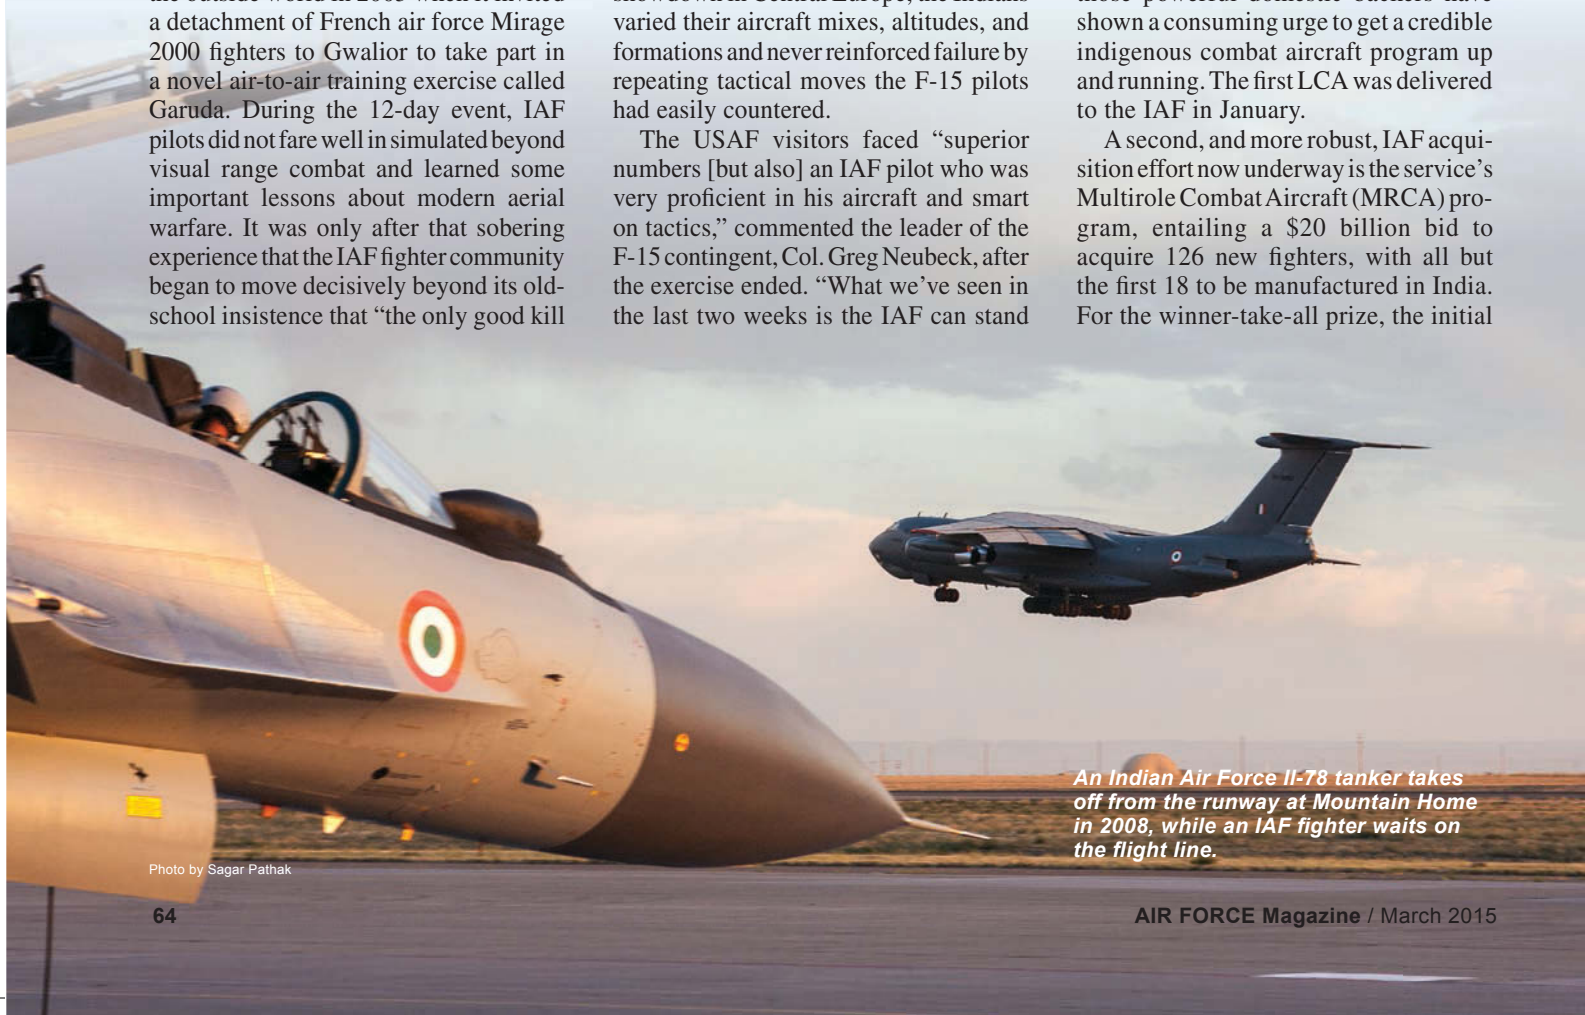 a detachment of French air force Mirage
2000 fighters to Gwalior to take part in
a novel air-to-air training exercise called
Garuda. During the 12-day event, IAF
pilots did not fare well in simulated beyond
visual range combat and learned some
important lessons about modern aerial
warfare. It was only after that sobering
experience that the IAF fighter community
began to move decisively beyond its old-
school insistence that “the only good kill
varied their aircraft mixes, altitudes, and
formations and never reinforced failure by
repeating tactical moves the F-15 pilots
had easily countered.
The USAF visitors faced “superior
numbers [but also] an IAF pilot who was
very proficient in his aircraft and smart
on tactics,” commented the leader of the
F-15 contingent, Col. Greg Neubeck, after
the exercise ended. “What we’ve seen in
the last two weeks is the IAF can stand
shown a consuming urge to get a credible
indigenous combat aircraft program up
and running. The first LCA was delivered
to the IAF in January.
A second, and more robust, IAF acqui-
sition effort now underway is the service’s
Multirole Combat Aircraft (MRCA) pro-
gram, entailing a $20 billion bid to
acquire 126 new fighters, with all but
the first 18 to be manufactured in India.
For the winner-take-all prize, the initial
An Indian Air Force Il-78 tanker takes
off from the runway at Mountain Home
in 2008, while an IAF fighter waits on
the flight line.
Photo by Sagar Pathak
64
AIR FORCE Magazine / March 2015